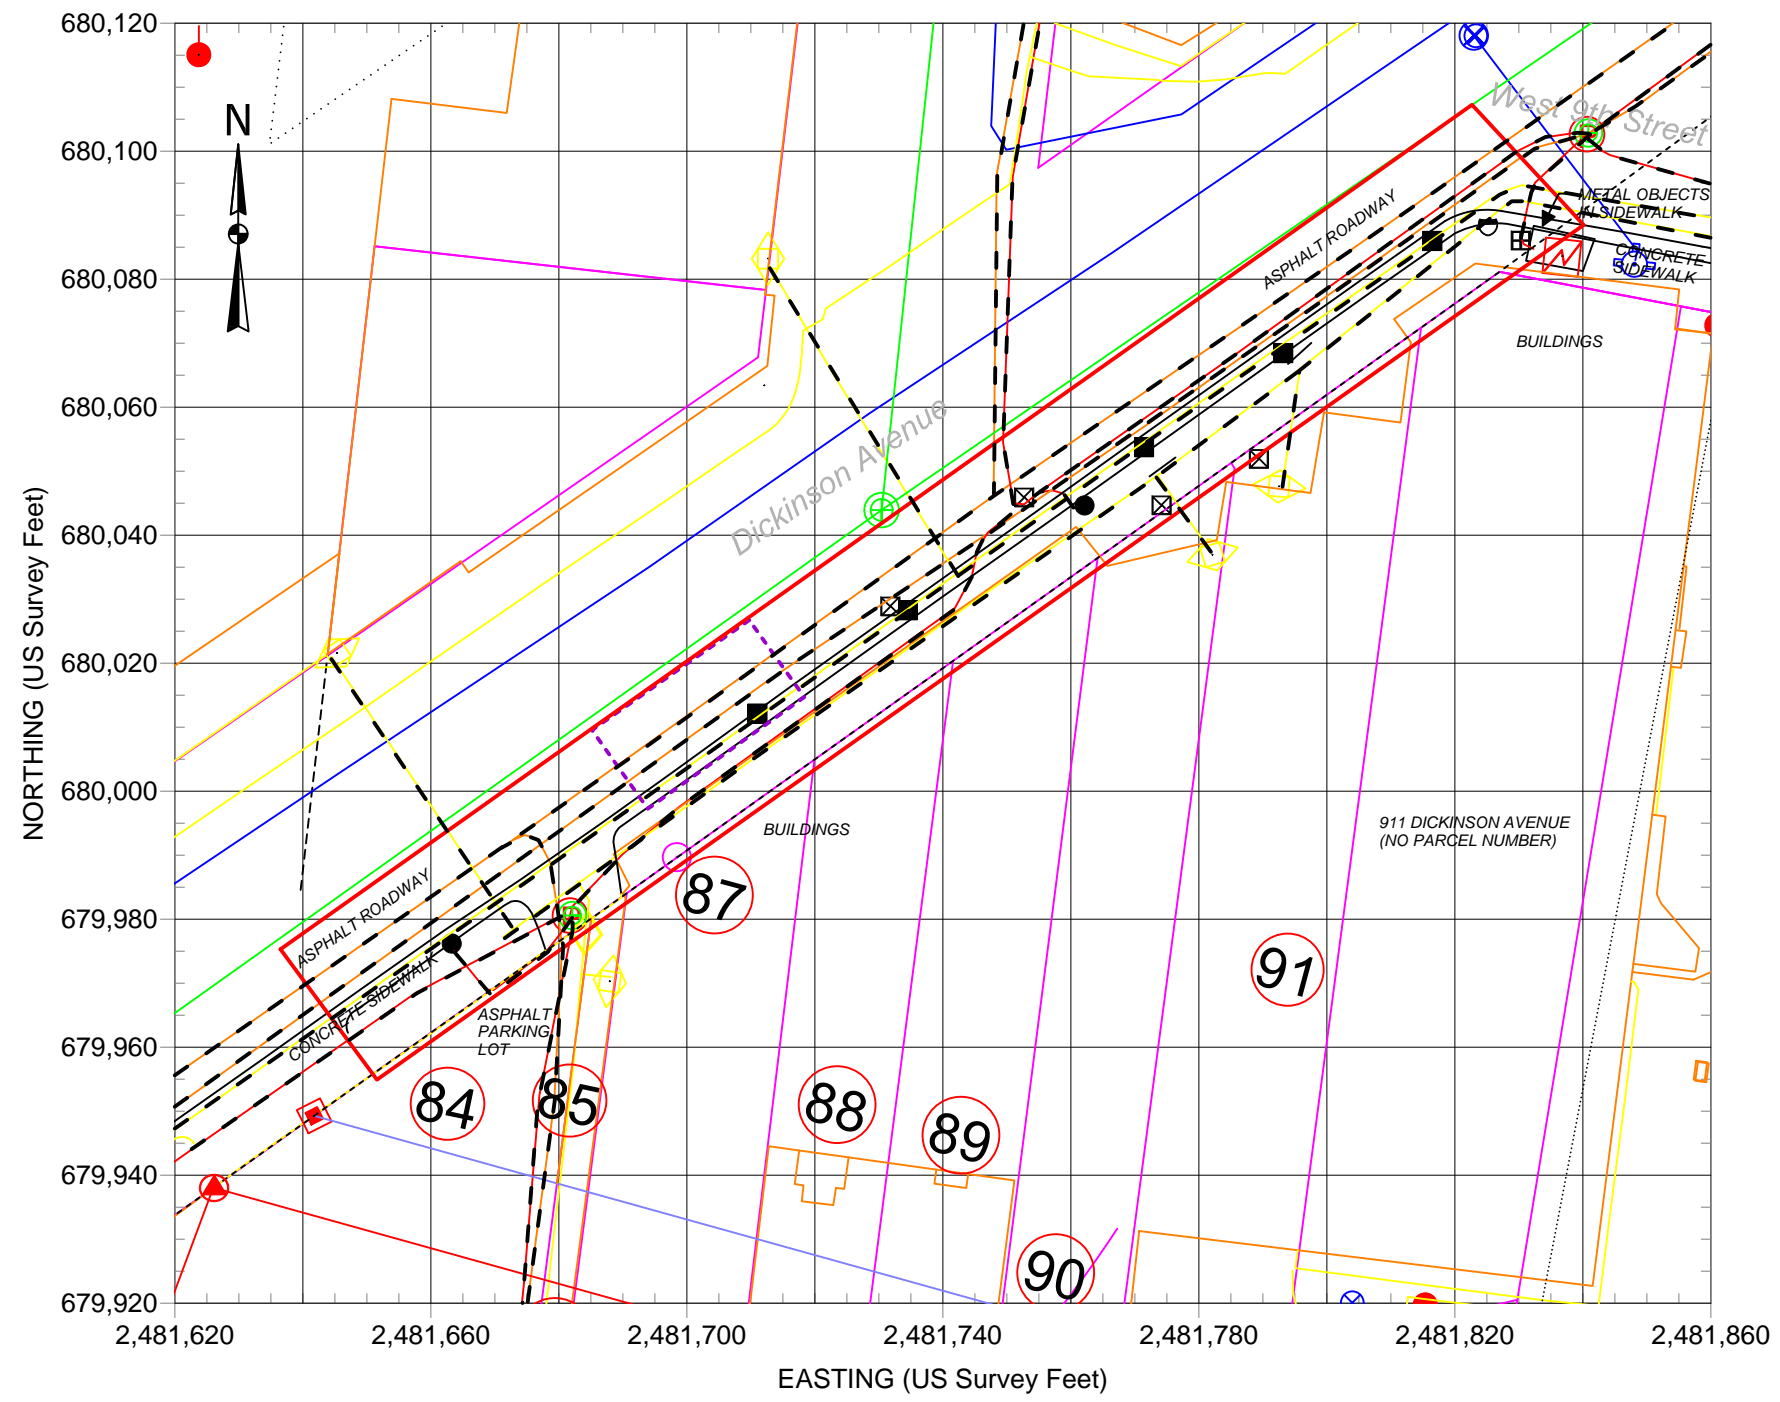 680,120
680,100
680,080
680,060
680,040
680,020
680,000
679,980
679,960
679,940
679,920
NORTHING (US Survey Feet)
N
West 9th Street
METAL OBJECTS
IN SIDEWALK
CONCRETE
SIDEWALK
ASPHALT ROADWAY
BUILDINGS
Dickinson Avenue
BUILDINGS
911 DICKINSON AVENUE
(NO PARCEL NUMBER)
ASPHALT ROADWAY
CONCRETE SIDEWALK
ASPHALT
PARKING
LOT
87
91
84
85
88
89
90
2,481,620
2,481,660
2,481,700
2,481,740
2,481,780
2,481,820
2,481,860
EASTING (US Survey Feet)